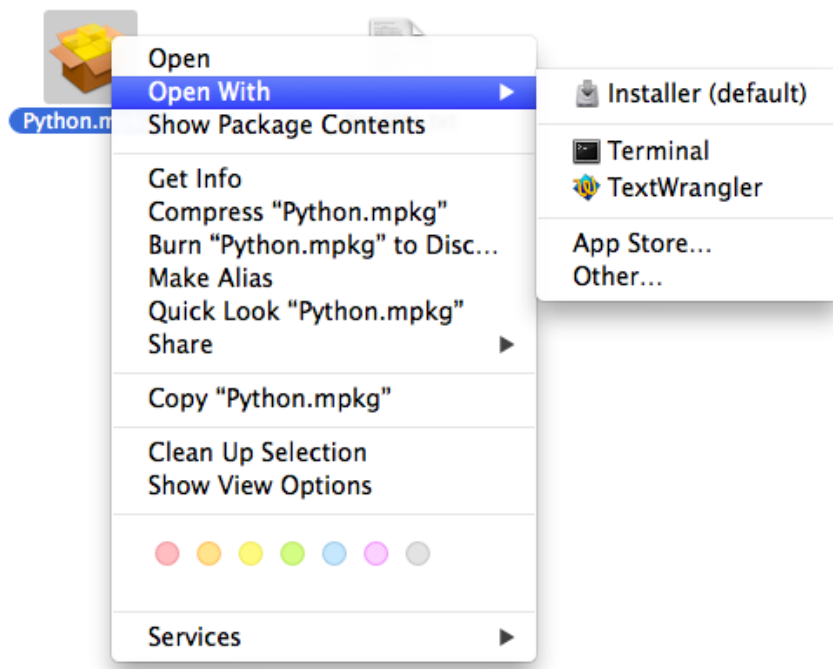 Python.m
Open
Open With
Show Package Contents
Get Info
Compress “Python.mpkg”
Burn “Python.mpkg” to Disc...
Make Alias
Quick Look “Python.mpkg”
Share
Copy “Python.mpkg”
Clean Up Selection
Show View Options
Services
Installer (default)
Terminal
TextWrangler
App Store...
Other...